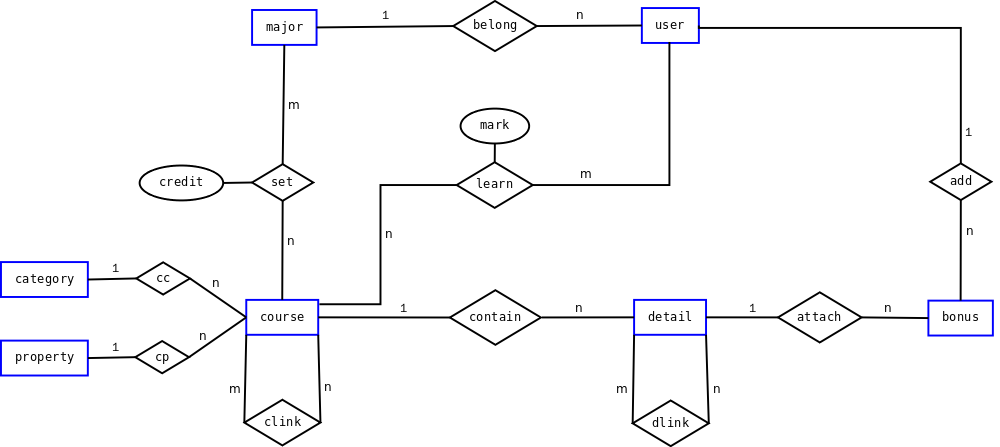 major
1
belong
n
user
m
mark
1
credit
set
learn
m
add
n
n
n
category
1
cc
n
course
1
contain
n
detail
1
attach
n
bonus
property
1
cp
n
m
n
m
n
clink
dlink